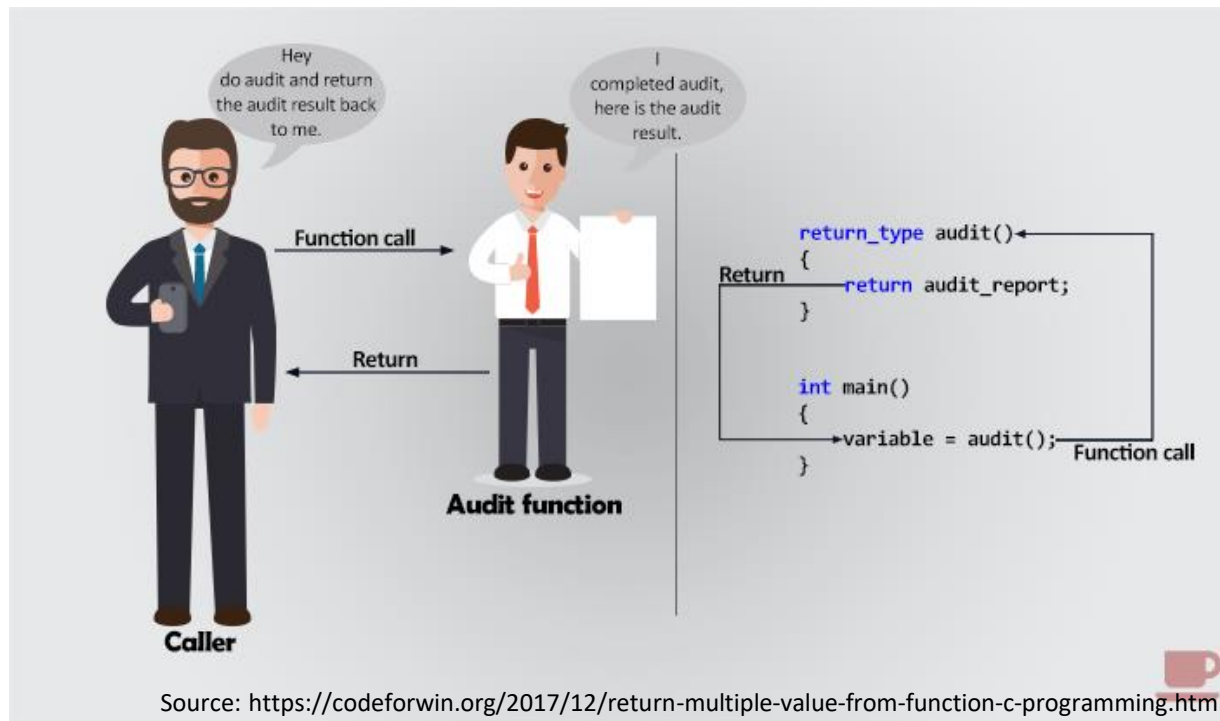 Hey
do audit and return
the audit result back
to me.
I
completed audit,
here is the audit
result.
Function call
Return
Audit function
Caller
return_type audit()
{
Return
return audit_report;
}
int main()
{
variable = audit();
Function call
}
Source: https://codeforwin.org/2017/12/return-multiple-value-from-function-c-programming.htm